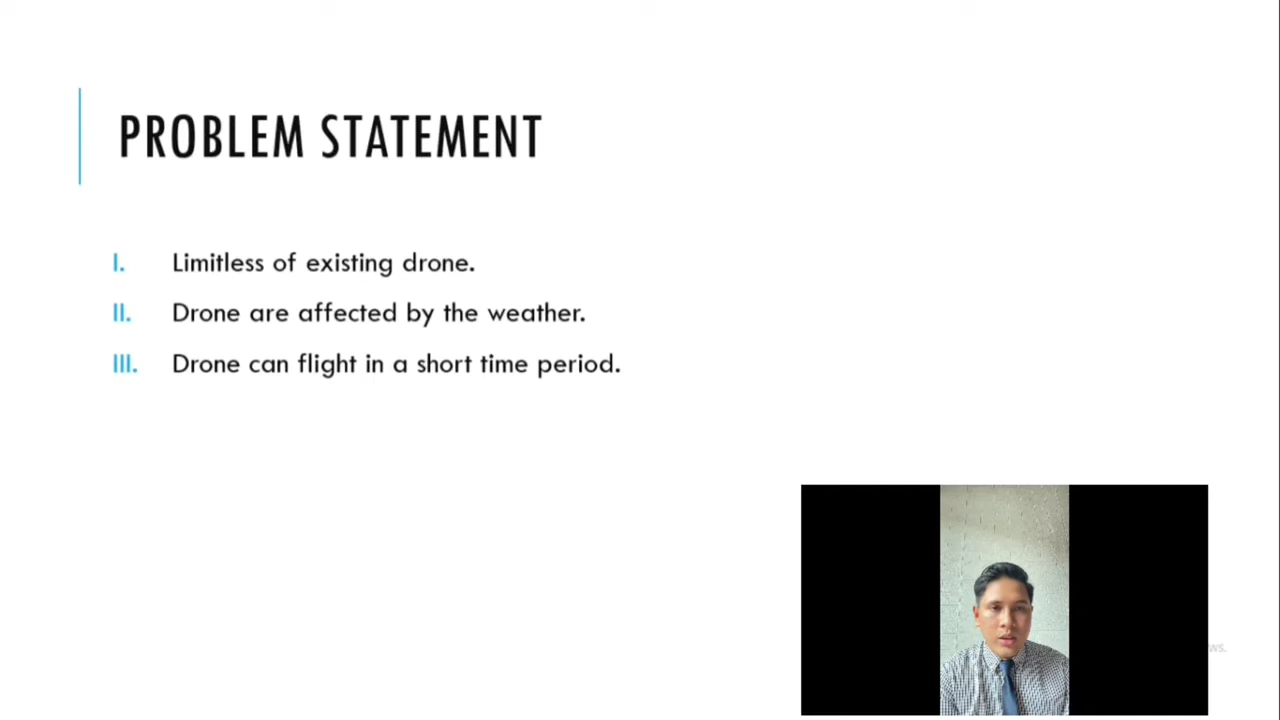 PROBLEM STATEMENT
I. Limitless of existing drone.
II. Drone are affected by the weather.
III. Drone can flight in a short time period.
ws.